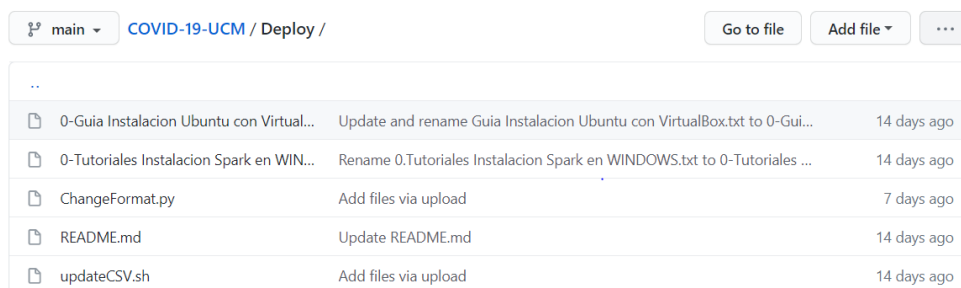 main COVID-19-UCM / Deploy / Go to file Add file ...
..
0-Guia Instalacion Ubuntu con Virtual... Update and rename Guia Instalacion Ubuntu con VirtualBox.txt to 0-Gui... 14 days ago
0-Tutoriales Instalacion Spark en WIN... Rename 0.Tutoriales Instalacion Spark en WINDOWS.txt to 0-Tutoriales ... 14 days ago
ChangeFormat.py Add files via upload 7 days ago
README.md Update README.md 14 days ago
updateCSV.sh Add files via upload 14 days ago